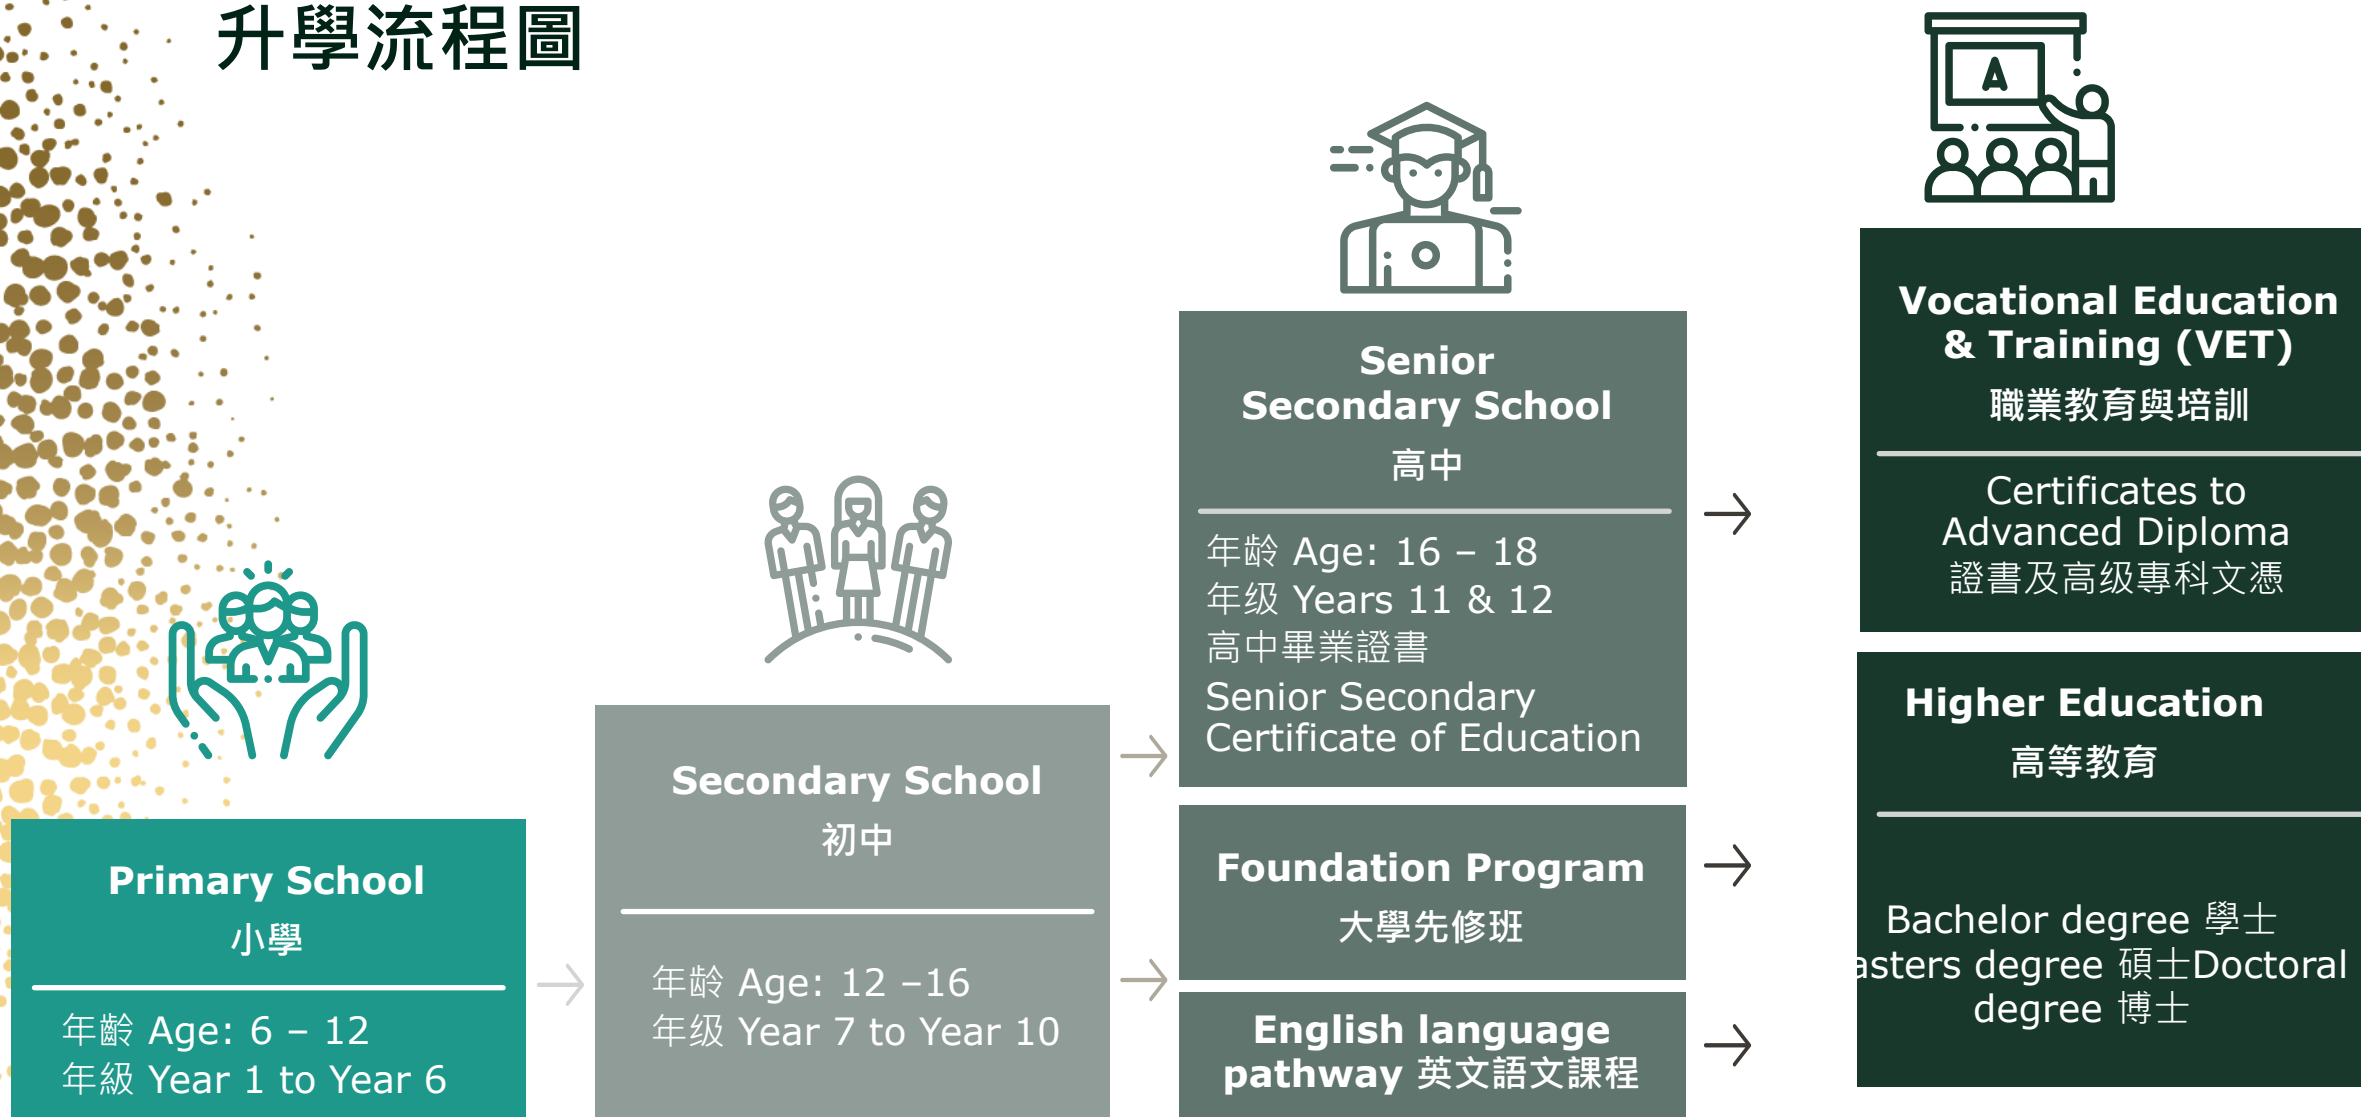 升學流程圖
A
Primary School
小學
年齡 Age: 6 – 12
年級 Year 1 to Year 6
Secondary School
初中
年龄 Age: 12 –16
年级 Year 7 to Year 10
Senior
Secondary School
高中
年龄 Age: 16 – 18
年级 Years 11 & 12
高中畢業證書
Senior Secondary
Certificate of Education
Foundation Program
大學先修班
English language
pathway 英文語文課程
Vocational Education
& Training (VET)
職業教育與培訓
Certificates to
Advanced Diploma
證書及高级專科文憑
Higher Education
高等教育
Bachelor degree 學士
asters degree 碩士Doctoral
degree 博士